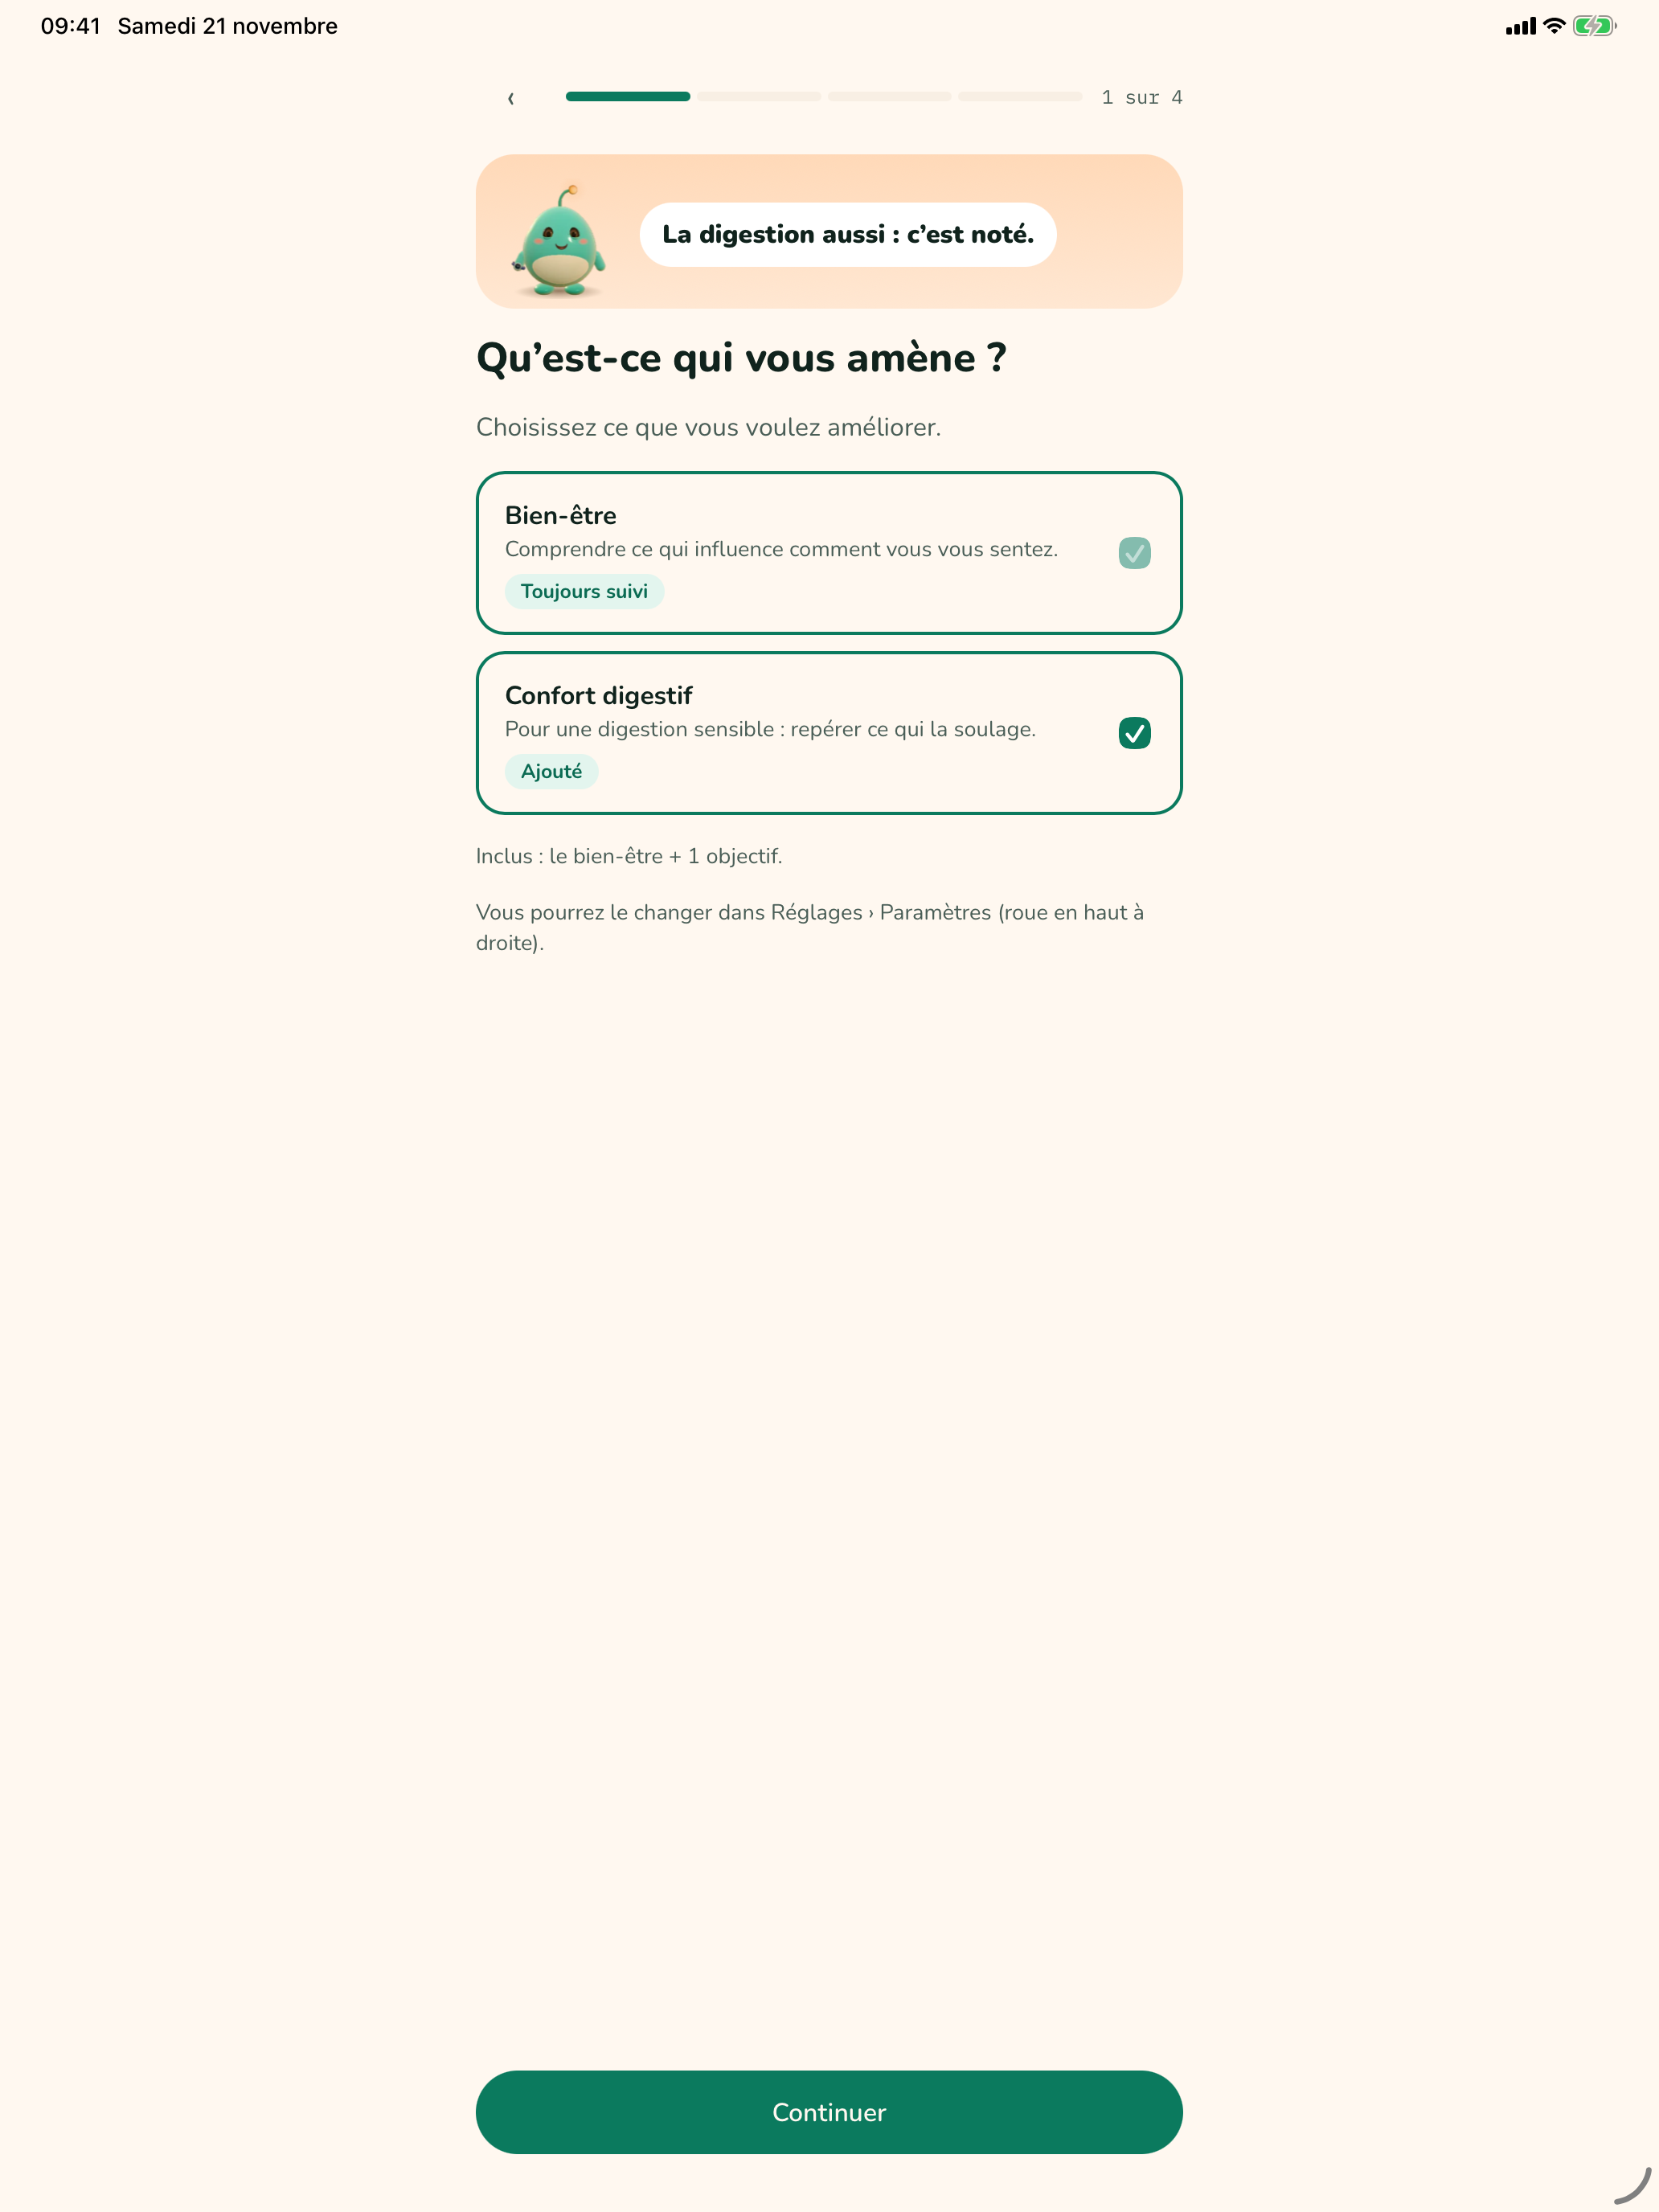 09:41 Samedi 21 novembre
1 sur 4
La digestion aussi : c’est noté.
Qu’est-ce qui vous amène ?
Choisissez ce que vous voulez améliorer.
Bien-être
Comprendre ce qui influence comment vous vous sentez.
Toujours suivi
Confort digestif
Pour une digestion sensible : repérer ce qui la soulage.
Ajouté
Inclus : le bien-être + 1 objectif.
Vous pourrez le changer dans Réglages › Paramètres (roue en haut à
droite).
Continuer